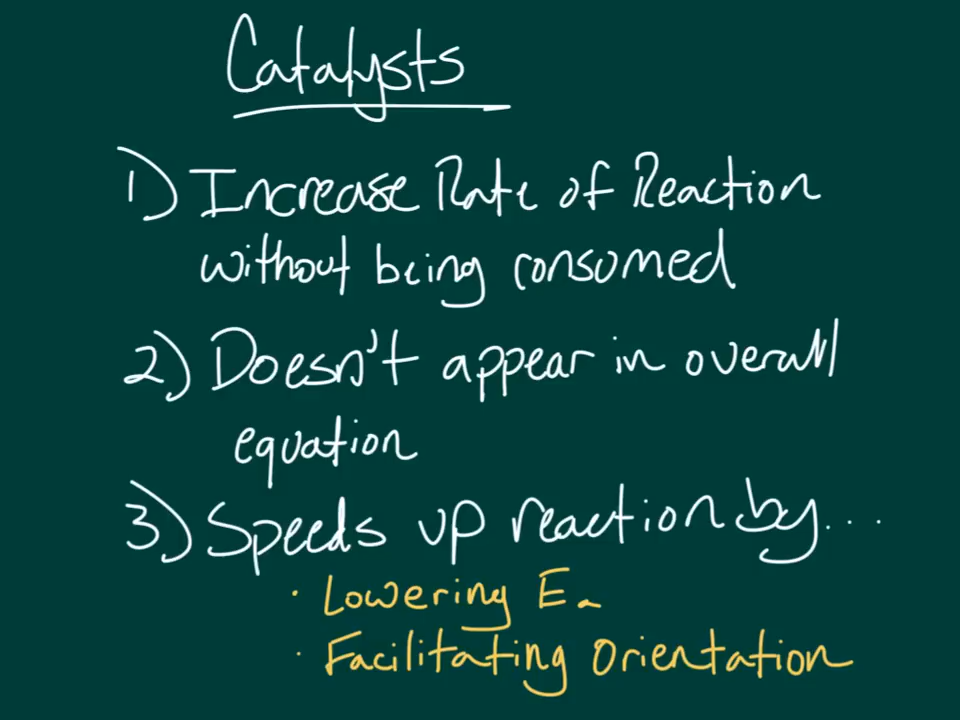 Catalysts
1) Increase Rate of Reaction
without being consumed
2) Doesn't appear in overall
equation
3) Speeds up reaction by...
· Lowering Ea
· Facilitating Orientation